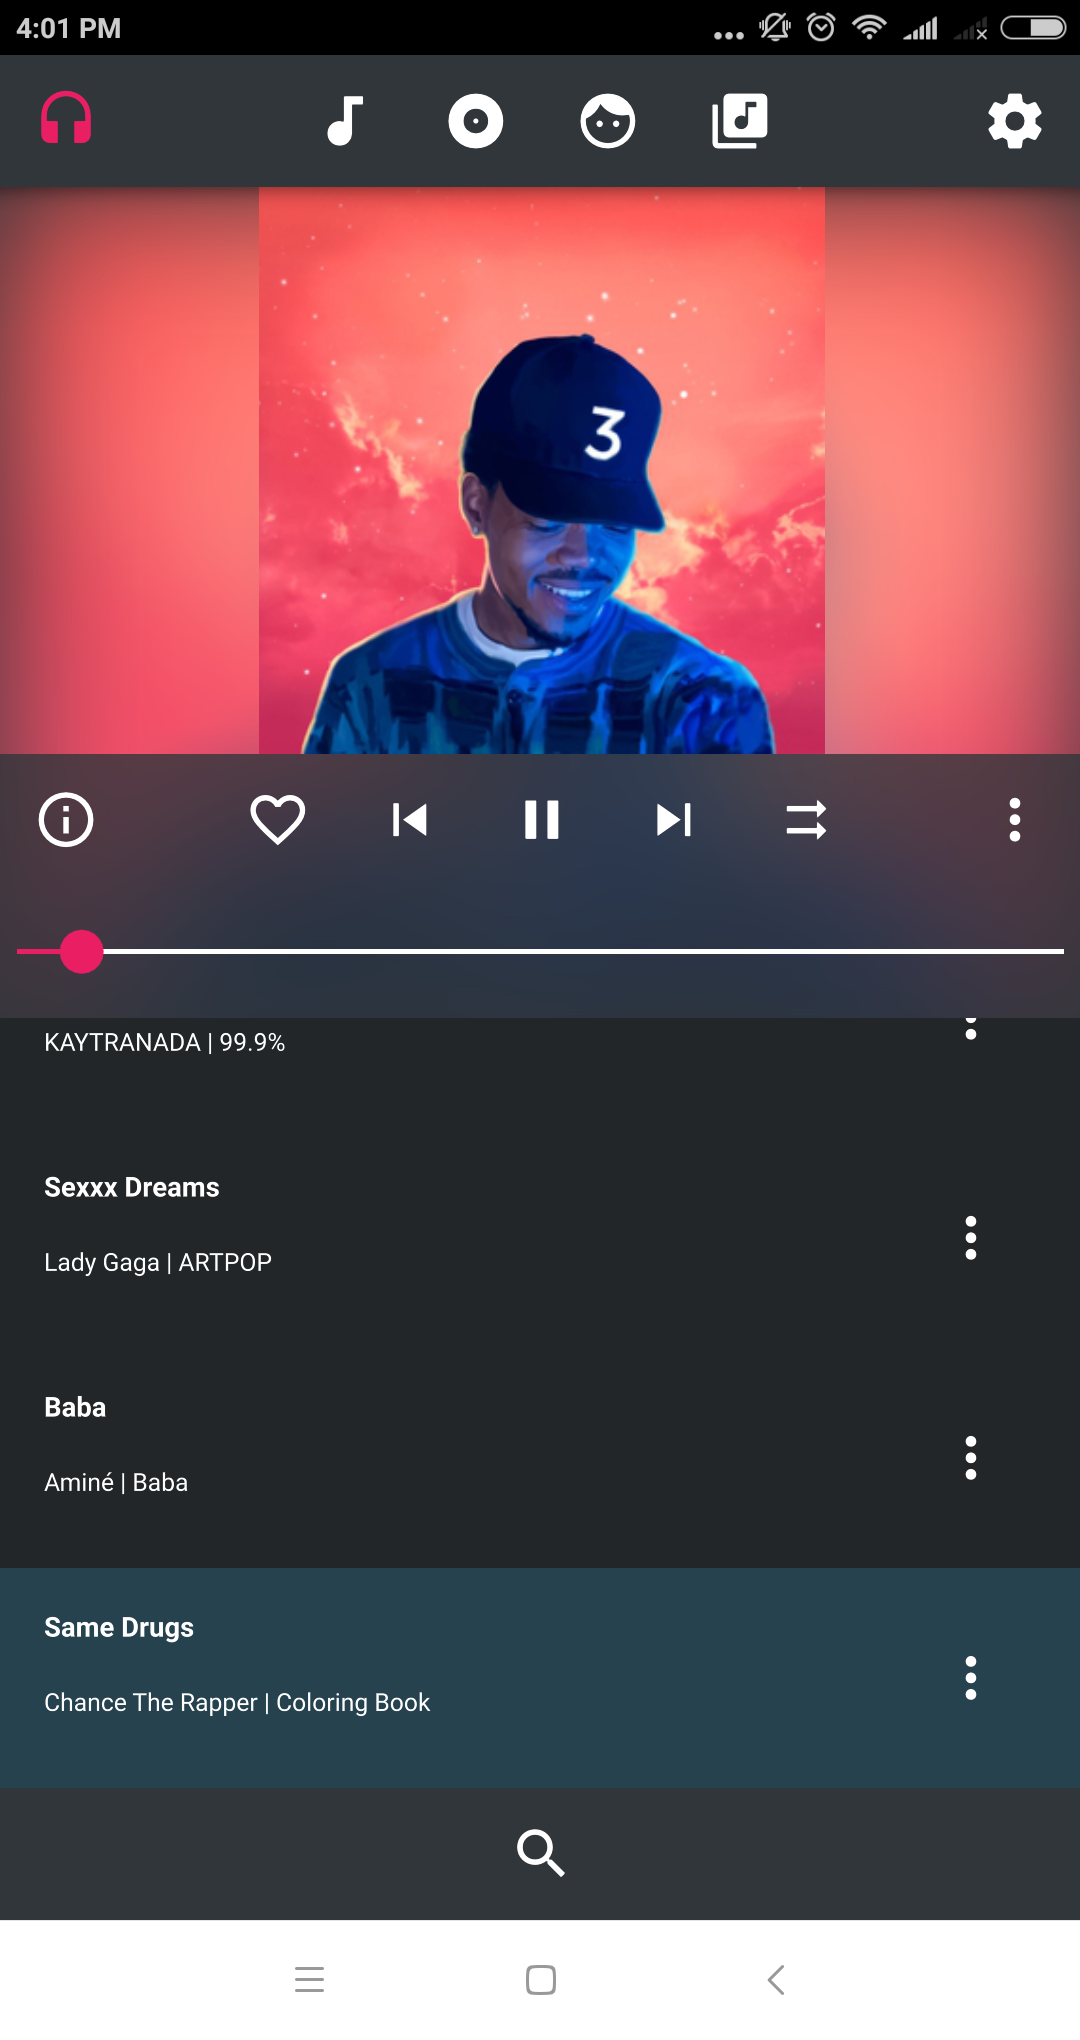 4:01 PM
3
KAYTRANADA | 99.9%
Sexxx Dreams
Lady Gaga | ARTPOP
Baba
Aminé | Baba
Same Drugs
Chance The Rapper | Coloring Book